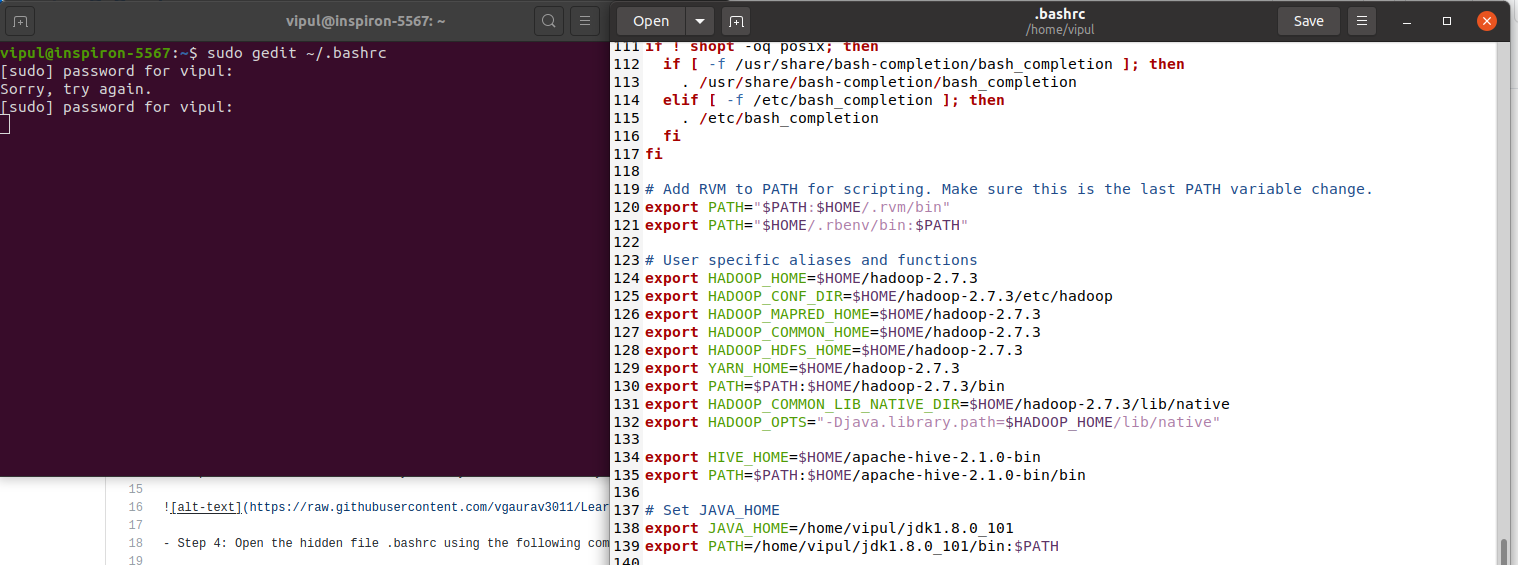 vipul@inspiron-5567: ~
vipul@inspiron-5567:~$ sudo gedit ~/.bashrc
[sudo] password for vipul:
Sorry, try again.
[sudo] password for vipul:
15
16 ![alt-text](https://raw.githubusercontent.com/vgaurav3011/Lear
17
18 - Step 4: Open the hidden file .bashrc using the following com
19
Open
.bashrc
/home/vipul
Save
111 if ! shopt -oq posix; then
112   if [ -f /usr/share/bash-completion/bash_completion ]; then
113     . /usr/share/bash-completion/bash_completion
114   elif [ -f /etc/bash_completion ]; then
115     . /etc/bash_completion
116   fi
117 fi
118
119 # Add RVM to PATH for scripting. Make sure this is the last PATH variable change.
120 export PATH="$PATH:$HOME/.rvm/bin"
121 export PATH="$HOME/.rbenv/bin:$PATH"
122
123 # User specific aliases and functions
124 export HADOOP_HOME=$HOME/hadoop-2.7.3
125 export HADOOP_CONF_DIR=$HOME/hadoop-2.7.3/etc/hadoop
126 export HADOOP_MAPRED_HOME=$HOME/hadoop-2.7.3
127 export HADOOP_COMMON_HOME=$HOME/hadoop-2.7.3
128 export HADOOP_HDFS_HOME=$HOME/hadoop-2.7.3
129 export YARN_HOME=$HOME/hadoop-2.7.3
130 export PATH=$PATH:$HOME/hadoop-2.7.3/bin
131 export HADOOP_COMMON_LIB_NATIVE_DIR=$HOME/hadoop-2.7.3/lib/native
132 export HADOOP_OPTS="-Djava.library.path=$HADOOP_HOME/lib/native"
133
134 export HIVE_HOME=$HOME/apache-hive-2.1.0-bin
135 export PATH=$PATH:$HOME/apache-hive-2.1.0-bin/bin
136
137 # Set JAVA_HOME
138 export JAVA_HOME=/home/vipul/jdk1.8.0_101
139 export PATH=/home/vipul/jdk1.8.0_101/bin:$PATH
140